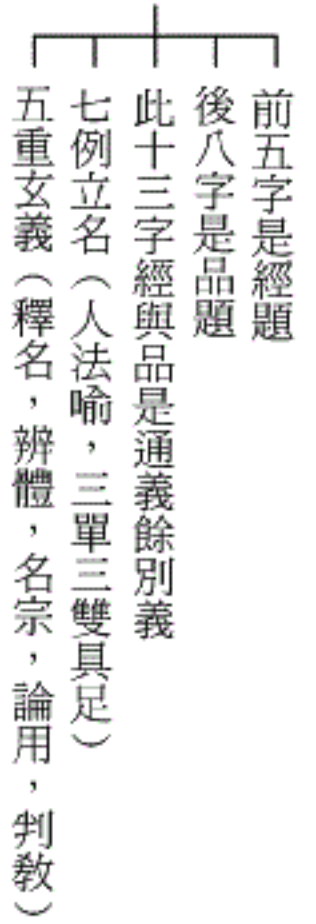 前五字是經題
後八字是品題
此十三字經與品是通義餘別義
七例立名（人法喻，三單三雙具足）
五重玄義（釋名，辨體，名宗，論用，判教）